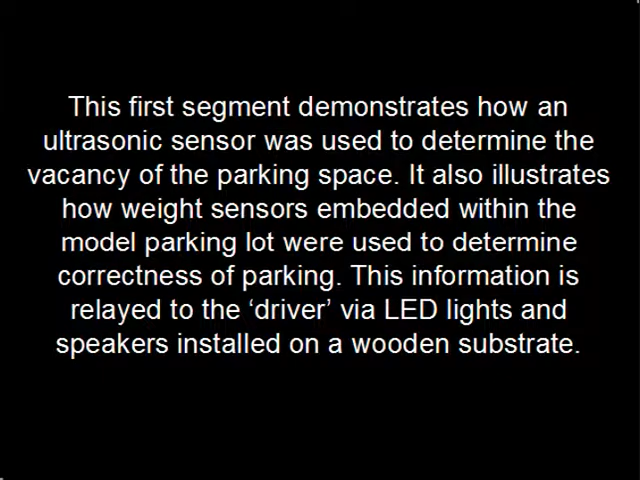 This first segment demonstrates how an
ultrasonic sensor was used to determine the
vacancy of the parking space. It also illustrates
how weight sensors embedded within the
model parking lot were used to determine
correctness of parking. This information is
relayed to the ‘driver’ via LED lights and
speakers installed on a wooden substrate.